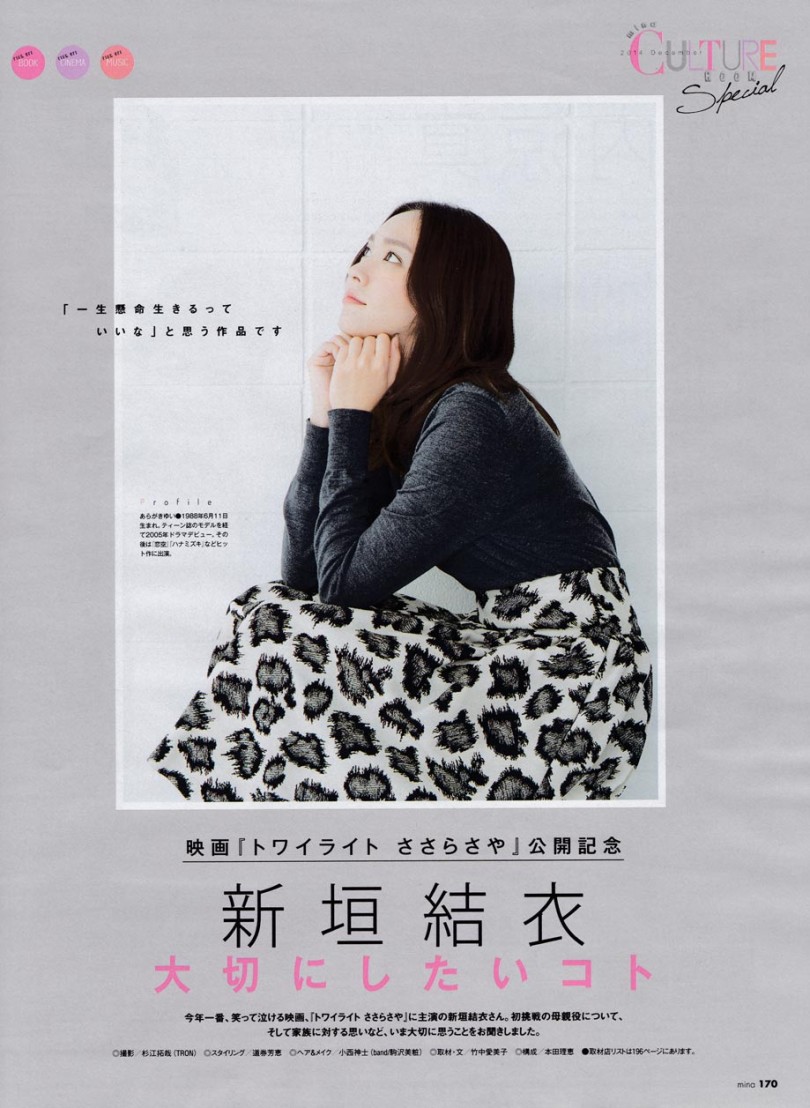 PICK UP!
BOOK
PICK UP!
CINEMA
PICK UP!
MUSIC
mina
2014 December
CULTURE
ROOM
Special
「一生懸命生きるって
いいな」と思う作品です
Profile
あらがきゆい●1988年6月11日
生まれ。ティーン誌のモデルを経
て2005年ドラマデビュー。その
後は『恋空』『ハナミズキ』などヒッ
ト作に出演。
映画『トワイライト ささらさや』公開記念
新垣結衣
大切にしたいコト
今年一番、笑って泣ける映画、『トワイライト ささらさや』に主演の新垣結衣さん。初挑戦の母親役について、
そして家族に対する思いなど、いま大切に思うことをお聞きしました。
◎撮影／杉江拓哉（TRON） ◎スタイリング／道券芳恵 ◎ヘア&メイク／小西神士（band/駒沢美粧） ◎取材・文／竹中愛美子 ◎構成／本田理恵 ●取材店リストは196ページにあります。
mina 170